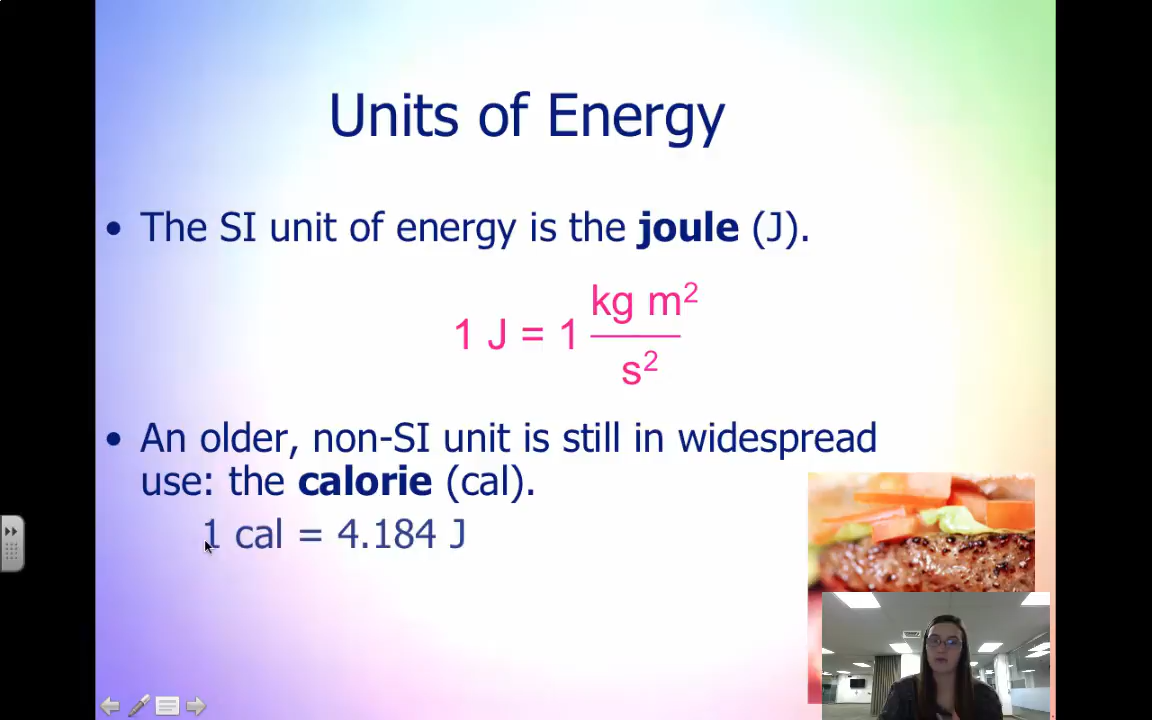 Units of Energy
• The SI unit of energy is the joule (J).
1 J = 1 kg m²
s²
• An older, non-SI unit is still in widespread
use: the calorie (cal).
1 cal = 4.184 J